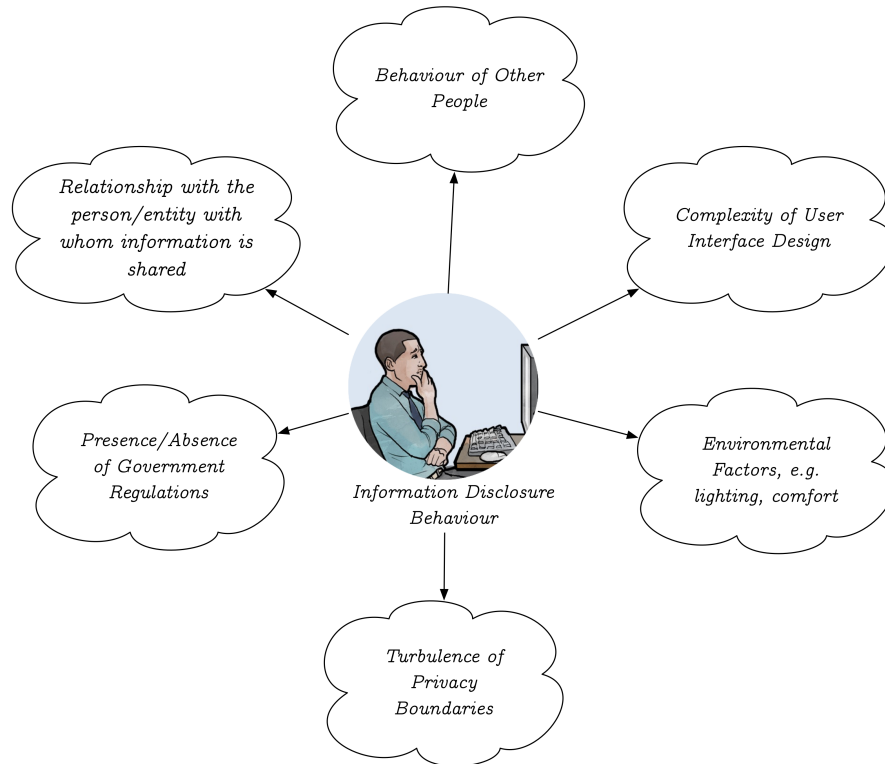 Behaviour of Other
People
Relationship with the
person/entity with
whom information is
shared
Complexity of User
Interface Design
Presence/Absence
of Government
Regulations
Environmental
Factors, e.g.
lighting, comfort
Information Disclosure
Behaviour
Turbulence of
Privacy
Boundaries